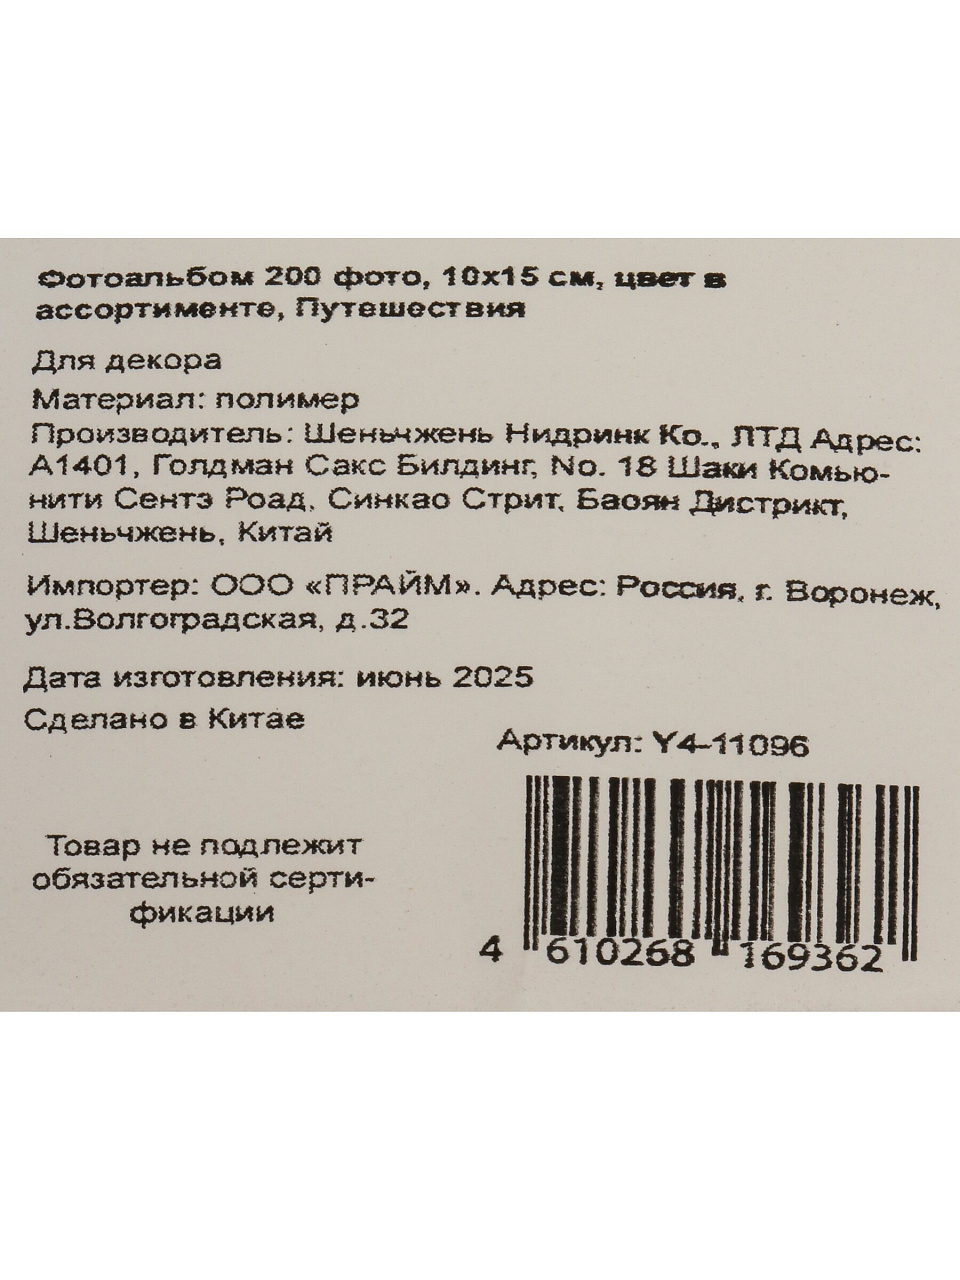 Фотоальбом 200 фото, 10х15 см, цвет в
ассортименте, Путешествия
Для декора
Материал: полимер
Производитель: Шеньчжень Нидринк Ко., ЛТД Адрес:
А1401, Голдман Сакс Билдинг, No. 18 Шаки Комью-
нити Сентэ Роад, Синкао Стрит, Баоян Дистрикт,
Шеньчжень, Китай
Импортер: ООО «ПРАЙМ». Адрес: Россия, г. Воронеж,
ул.Волгоградская, д.32
Дата изготовления: июнь 2025
Сделано в Китае
Артикул: Y4-11096
Товар не подлежит
обязательной серти-
фикации
4 610268 169362